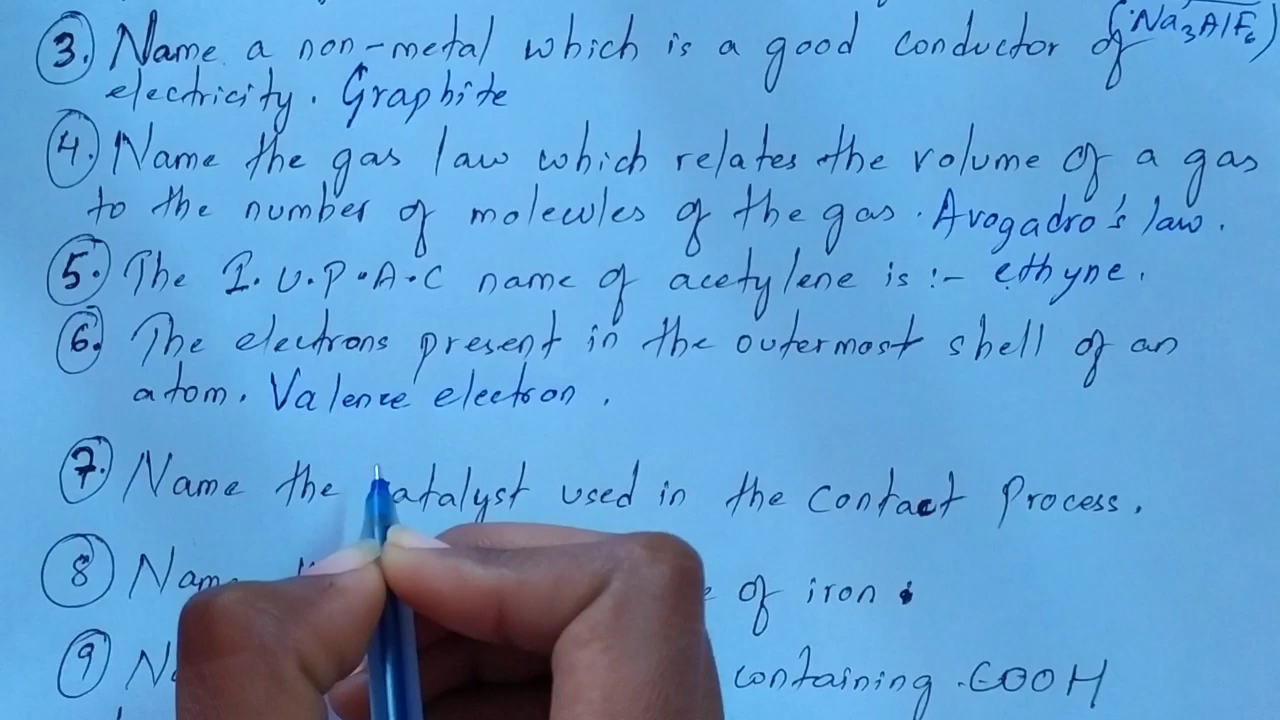 (Na3AlF6)
3. Name a non-metal which is a good conductor of
electricity. Graphite
4. Name the gas law which relates the volume of a gas
to the number of molecules of the gas. Avogadro's law.
5. The I.U.P.A.C name of acetylene is :- ethyne.
6. The electrons present in the outermost shell of an
atom. Valence electron.
7. Name the catalyst used in the contact Process.
8 Name of iron
9 containing -COOH